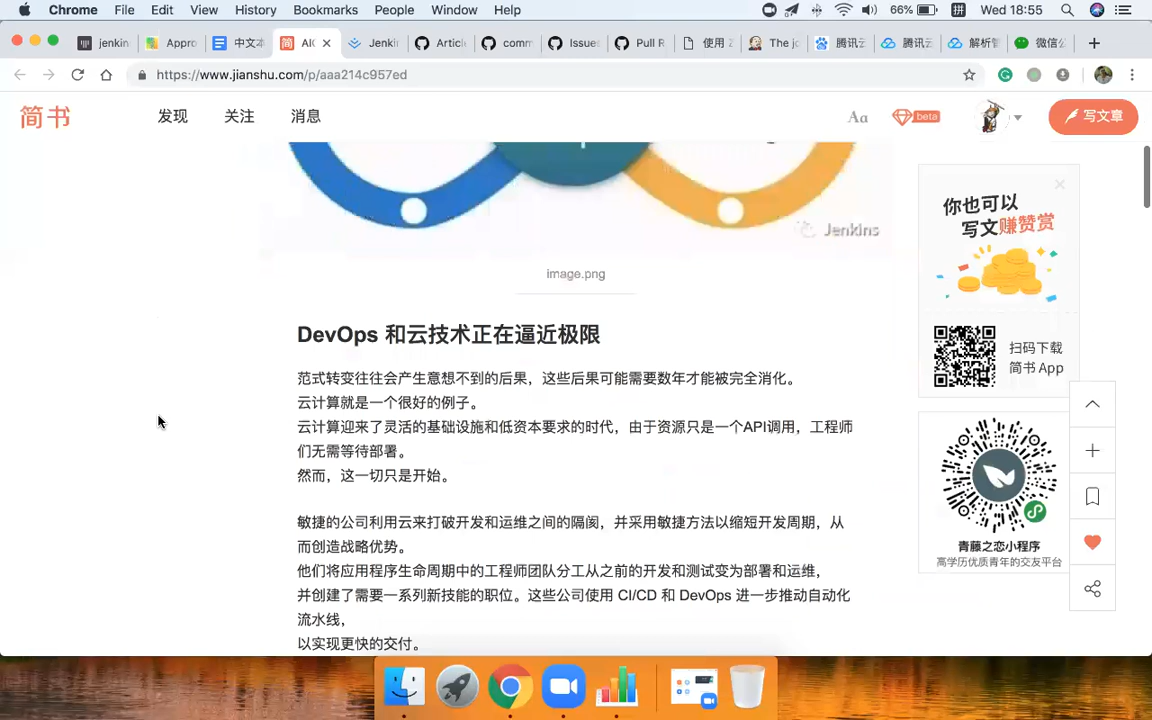 Chrome File Edit View History Bookmarks People Window Help
66% 拼 Wed 18:55
jenkin
Appro
中文本
简 AIC
Jenki
Articl
comm
Issues
Pull R
使用
The jo
腾讯云
腾讯云
解析
微信公
https://www.jianshu.com/p/aaa214c957ed
简书 发现 关注 消息 Aa beta 写文章
Jenkins
image.png
DevOps 和云技术正在逼近极限
范式转变往往会产生意想不到的后果，这些后果可能需要数年才能被完全消化。
云计算就是一个很好的例子。
云计算迎来了灵活的基础设施和低资本要求的时代，由于资源只是一个API调用，工程师
们无需等待部署。
然而，这一切只是开始。
敏捷的公司利用云来打破开发和运维之间的隔阂，并采用敏捷方法以缩短开发周期，从
而创造战略优势。
他们将应用程序生命周期中的工程师团队分工从之前的开发和测试变为部署和运维，
并创建了需要一系列新技能的职位。这些公司使用 CI/CD 和 DevOps 进一步推动自动化
流水线，
以实现更快的交付。
你也可以
写文赚赞赏
扫码下载
简书 App
青藤之恋小程序
高学历优质青年的交友平台